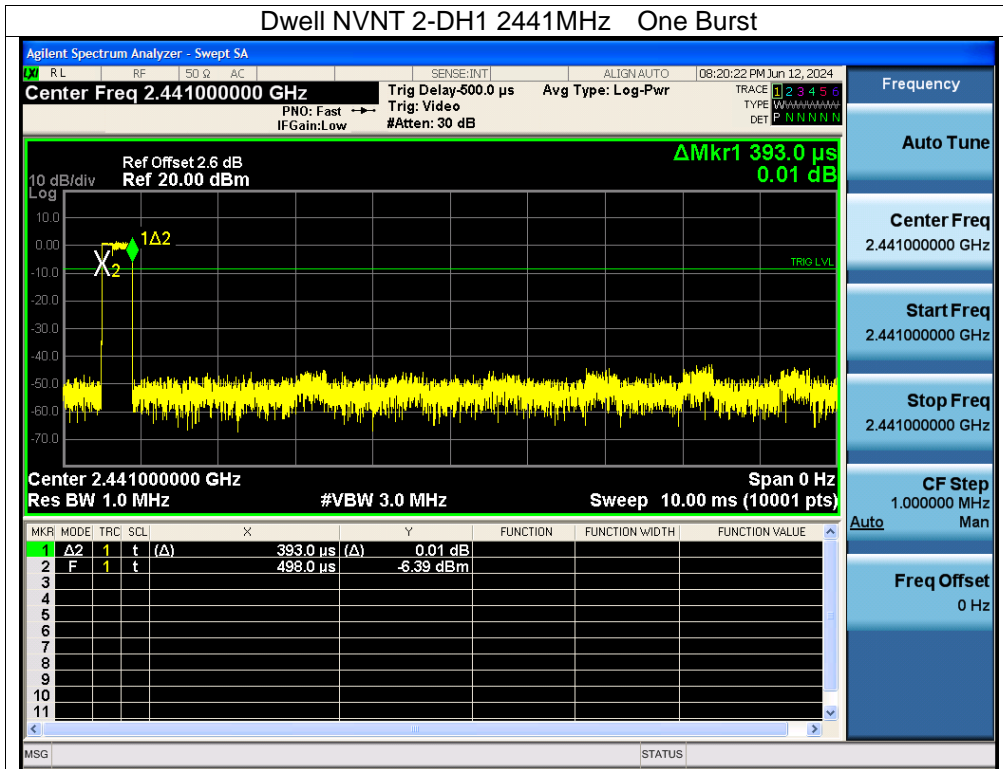 Dwell NVNT 2-DH1 2441MHz One Burst
Agilent Spectrum Analyzer - Swept SA
LXI RL RF 50 Ω AC SENSE:INT ALIGN AUTO 08:20:22 PM Jun 12, 2024
Center Freq 2.441000000 GHz
PNO: Fast
IFGain:Low
Trig Delay-500.0 µs
Trig: Video
#Atten: 30 dB
Avg Type: Log-Pwr
TRACE 1 2 3 4 5 6
TYPE WWWWWW
DET P N N N N N
Frequency
Auto Tune
Center Freq
2.441000000 GHz
Start Freq
2.441000000 GHz
Stop Freq
2.441000000 GHz
CF Step
1.000000 MHz
Auto Man
Freq Offset
0 Hz
ΔMkr1 393.0 µs
0.01 dB
Ref Offset 2.6 dB
10 dB/div Ref 20.00 dBm
Log
10.0
0.00
-10.0
-20.0
-30.0
-40.0
-50.0
-60.0
-70.0
1Δ2
X2
TRIG LVL
Center 2.441000000 GHz Span 0 Hz
Res BW 1.0 MHz #VBW 3.0 MHz Sweep 10.00 ms (10001 pts)
MKR MODE TRC SCL X Y FUNCTION FUNCTION WIDTH FUNCTION VALUE
1 Δ2 1 t (Δ) 393.0 µs (Δ) 0.01 dB
2 F 1 t 498.0 µs -6.39 dBm
3
4
5
6
7
8
9
10
11
MSG STATUS